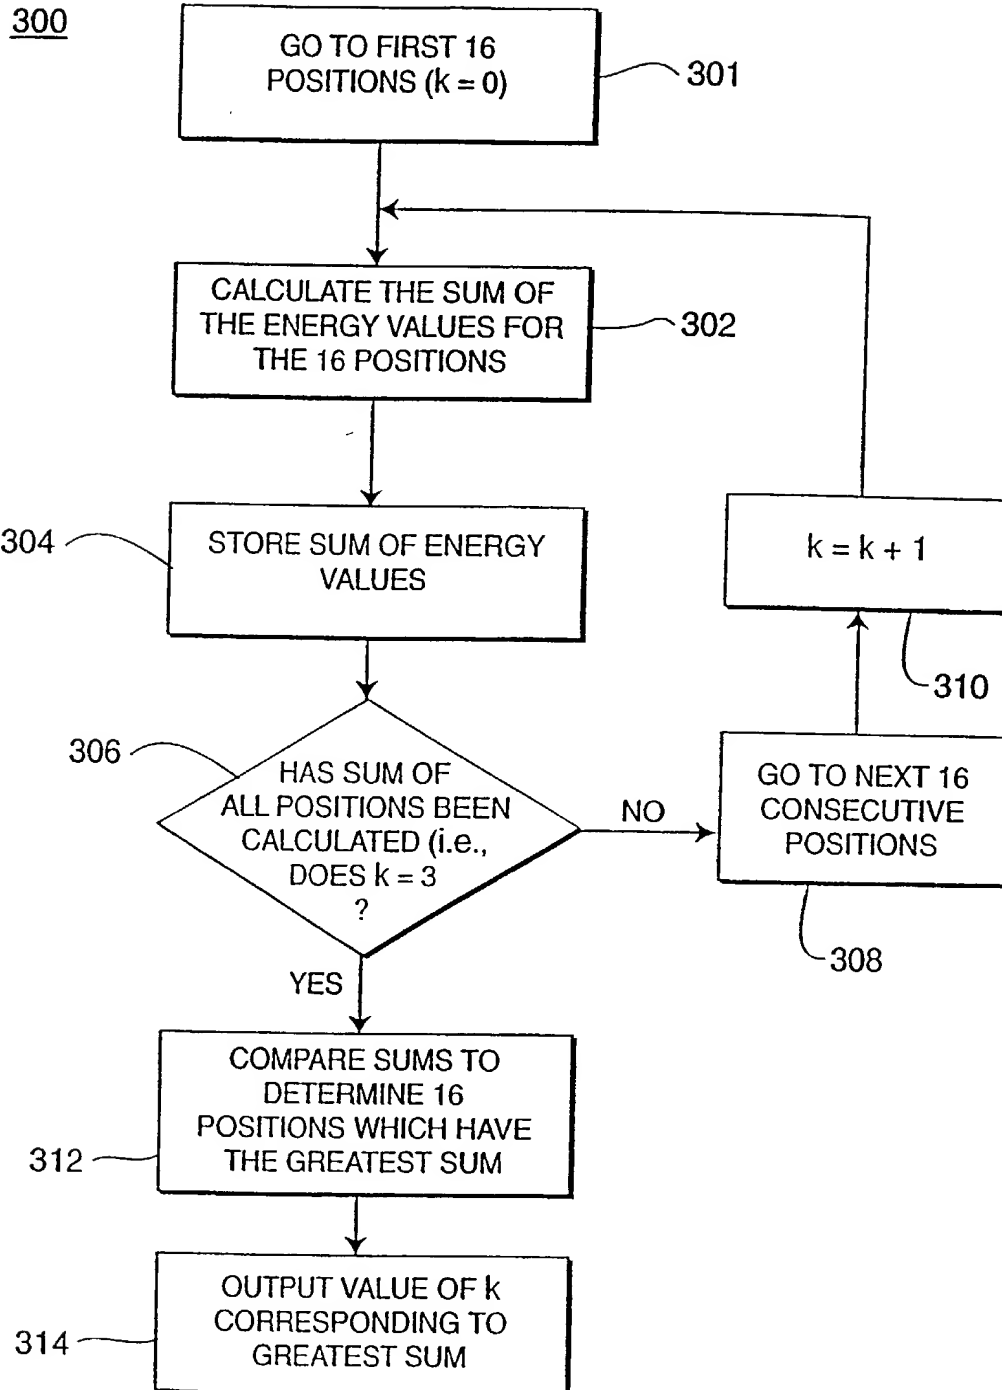 300
GO TO FIRST 16
POSITIONS (k = 0)
301
CALCULATE THE SUM OF
THE ENERGY VALUES FOR
THE 16 POSITIONS
302
304
STORE SUM OF ENERGY
VALUES
k = k + 1
310
306
HAS SUM OF
ALL POSITIONS BEEN
CALCULATED (i.e.,
DOES k = 3
?
NO
GO TO NEXT 16
CONSECUTIVE
POSITIONS
308
YES
COMPARE SUMS TO
DETERMINE 16
POSITIONS WHICH HAVE
THE GREATEST SUM
312
OUTPUT VALUE OF k
CORRESPONDING TO
GREATEST SUM
314